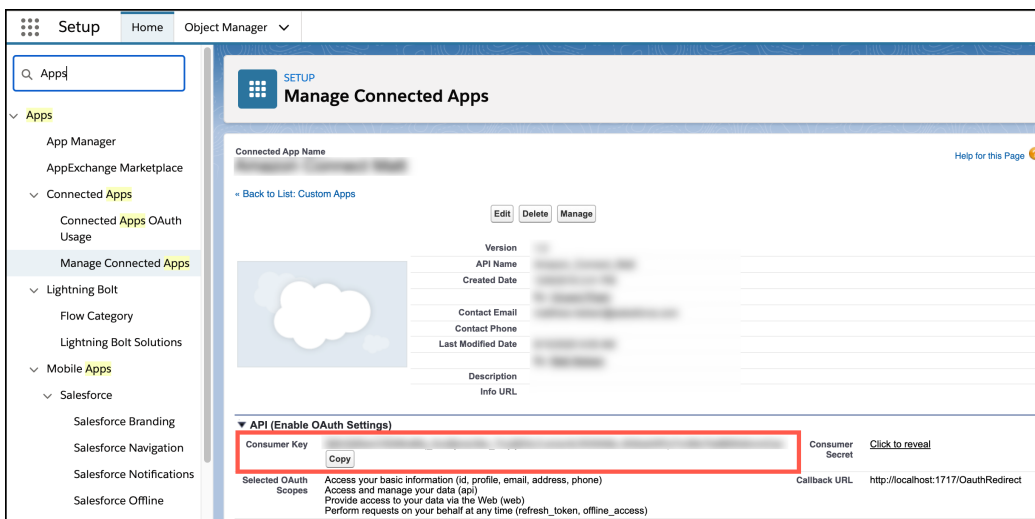 Setup
Home
Object Manager
Apps
Apps
App Manager
AppExchange Marketplace
Connected Apps
Connected Apps OAuth
Usage
Manage Connected Apps
Lightning Bolt
Flow Category
Lightning Bolt Solutions
Mobile Apps
Salesforce
Salesforce Branding
Salesforce Navigation
Salesforce Notifications
Salesforce Offline
SETUP
Manage Connected Apps
Connected App Name
Help for this Page
« Back to List: Custom Apps
Edit Delete Manage
Version
API Name
Created Date
Contact Email
Contact Phone
Last Modified Date
Description
Info URL
▼ API (Enable OAuth Settings)
Consumer Key
Copy
Consumer
Secret
Click to reveal
Selected OAuth
Scopes
Access your basic information (id, profile, email, address, phone)
Access and manage your data (api)
Provide access to your data via the Web (web)
Perform requests on your behalf at any time (refresh_token, offline_access)
Callback URL
http://localhost:1717/OauthRedirect